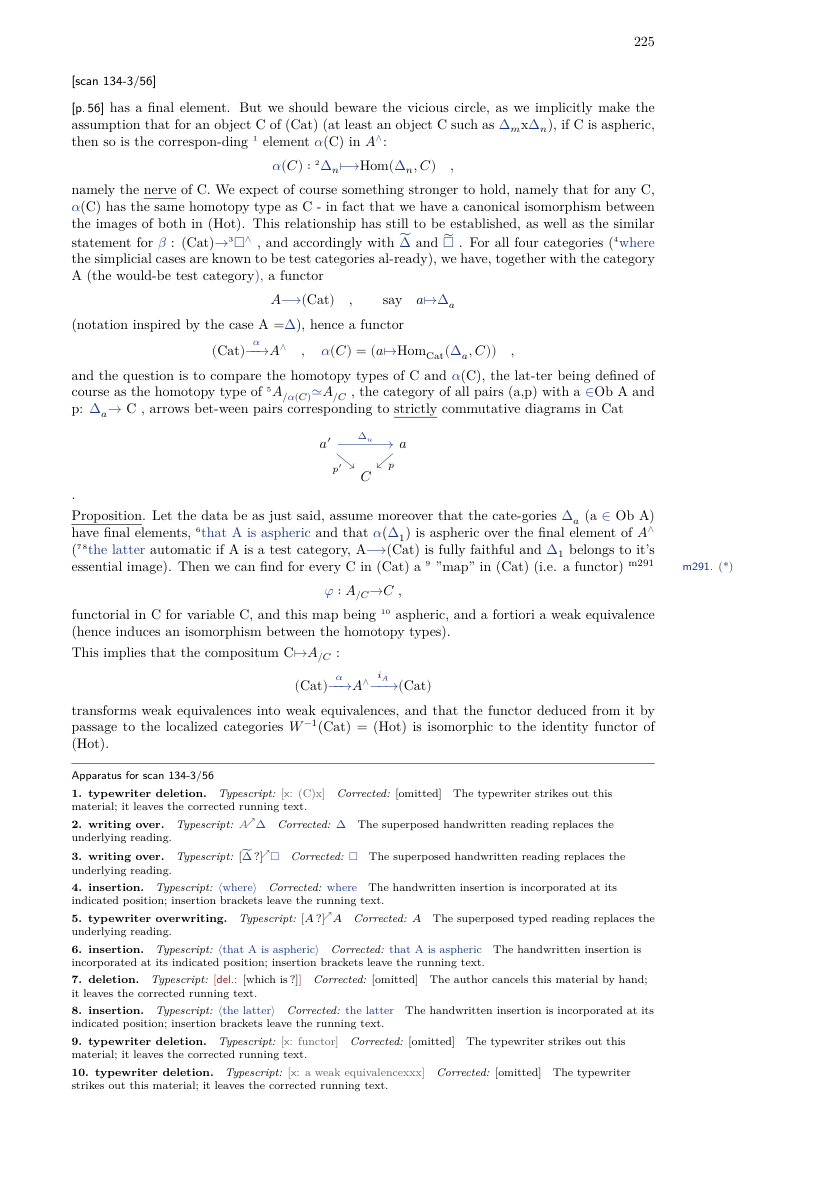 225
[scan 134-3/56]
[p. 56] has a final element. But we should beware the vicious circle, as we implicitly make the
assumption that for an object C of (Cat) (at least an object C such as ΔₘxΔₙ), if C is aspheric,
then so is the correspon-ding ¹ element α(C) in A^:
α(C) : ²Δₙ⟼Hom(Δₙ, C) ,
namely the nerve of C. We expect of course something stronger to hold, namely that for any C,
α(C) has the same homotopy type as C - in fact that we have a canonical isomorphism between
the images of both in (Hot). This relationship has still to be established, as well as the similar
statement for β : (Cat)→³□^ , and accordingly with Δ̃ and □̃ . For all four categories (⁴where
the simplicial cases are known to be test categories al-ready), we have, together with the category
A (the would-be test category), a functor
A⟶(Cat) , say a↦Δₐ
(notation inspired by the case A =Δ), hence a functor
(Cat) —α→ A^ , α(C) = (a↦Hom_Cat(Δₐ, C)) ,
and the question is to compare the homotopy types of C and α(C), the lat-ter being defined of
course as the homotopy type of ⁵A_/α(C)≃A_/C , the category of all pairs (a,p) with a ∈Ob A and
p: Δₐ→ C , arrows bet-ween pairs corresponding to strictly commutative diagrams in Cat
a′ —Δᵤ→ a
p′ ↘ ↙ p
C
.
Proposition. Let the data be as just said, assume moreover that the cate-gories Δₐ (a ∈ Ob A)
have final elements, ⁶that A is aspheric and that α(Δ₁) is aspheric over the final element of A^
(⁷⁸the latter automatic if A is a test category, A⟶(Cat) is fully faithful and Δ₁ belongs to it's
essential image). Then we can find for every C in (Cat) a ⁹ ”map” in (Cat) (i.e. a functor) m291
m291. (*)
φ : A_/C→C ,
functorial in C for variable C, and this map being ¹⁰ aspheric, and a fortiori a weak equivalence
(hence induces an isomorphism between the homotopy types).
This implies that the compositum C↦A_/C :
(Cat) —α→ A^ —i_A→ (Cat)
transforms weak equivalences into weak equivalences, and that the functor deduced from it by
passage to the localized categories W⁻¹(Cat) = (Hot) is isomorphic to the identity functor of
(Hot).
Apparatus for scan 134-3/56
1. typewriter deletion. Typescript: [x: (C)x] Corrected: [omitted] The typewriter strikes out this
material; it leaves the corrected running text.
2. writing over. Typescript: A↗Δ Corrected: Δ The superposed handwritten reading replaces the
underlying reading.
3. writing over. Typescript: [Δ̃ ?]↗□ Corrected: □ The superposed handwritten reading replaces the
underlying reading.
4. insertion. Typescript: ⟨where⟩ Corrected: where The handwritten insertion is incorporated at its
indicated position; insertion brackets leave the running text.
5. typewriter overwriting. Typescript: [A ?]↗A Corrected: A The superposed typed reading replaces the
underlying reading.
6. insertion. Typescript: ⟨that A is aspheric⟩ Corrected: that A is aspheric The handwritten insertion is
incorporated at its indicated position; insertion brackets leave the running text.
7. deletion. Typescript: [del.: [which is ?]] Corrected: [omitted] The author cancels this material by hand;
it leaves the corrected running text.
8. insertion. Typescript: ⟨the latter⟩ Corrected: the latter The handwritten insertion is incorporated at its
indicated position; insertion brackets leave the running text.
9. typewriter deletion. Typescript: [x: functor] Corrected: [omitted] The typewriter strikes out this
material; it leaves the corrected running text.
10. typewriter deletion. Typescript: [x: a weak equivalencexxx] Corrected: [omitted] The typewriter
strikes out this material; it leaves the corrected running text.